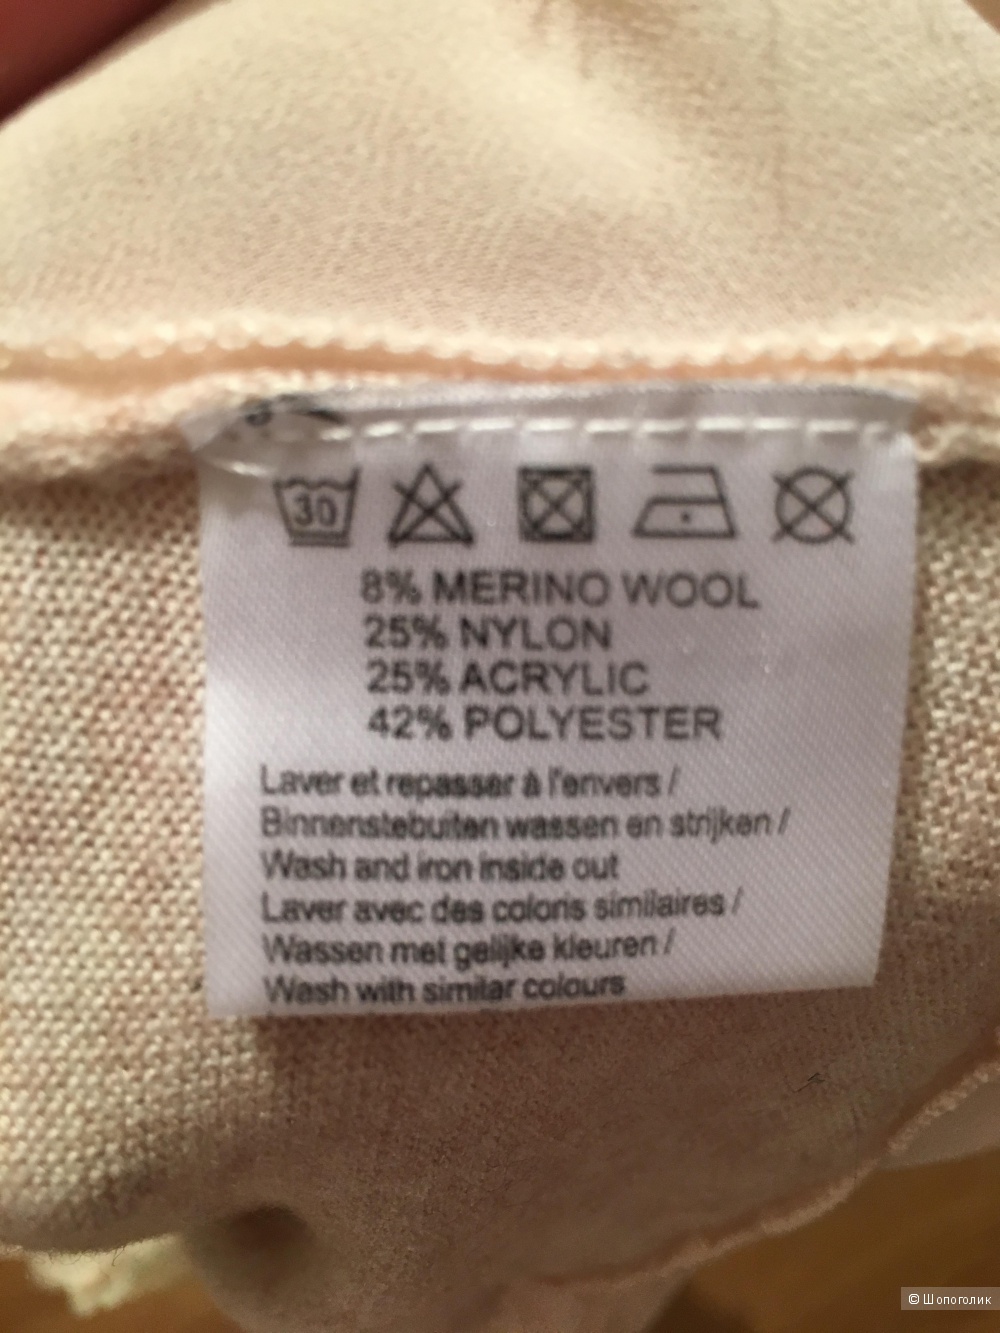 30
8% MERINO WOOL
25% NYLON
25% ACRYLIC
42% POLYESTER
Laver et repasser à l'envers /
Binnenstebuiten wassen en strijken /
Wash and iron inside out
Laver avec des coloris similaires /
Wassen met gelijke kleuren /
Wash with similar colours
© Шопоголик